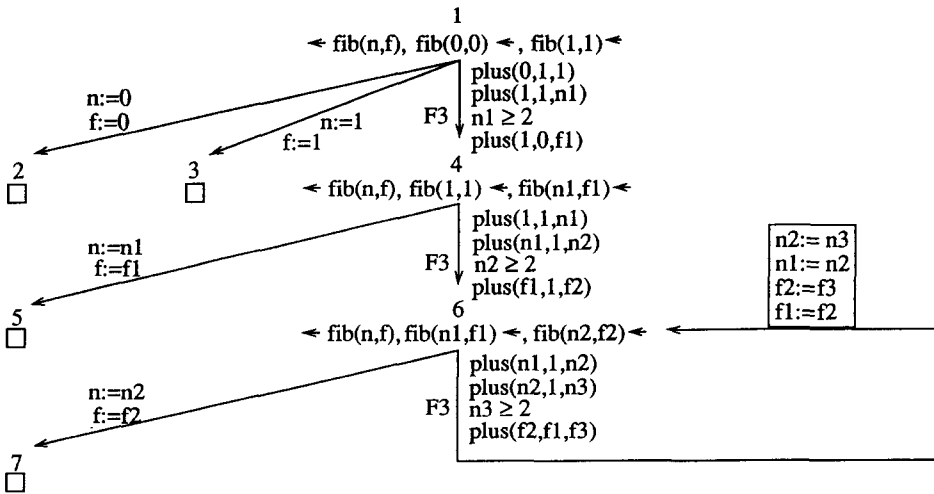 1
← fib(n,f), fib(0,0) ←, fib(1,1)←
plus(0,1,1)
plus(1,1,n1)
F3 n1 ≥ 2
plus(1,0,f1)
n:=0
f:=0
n:=1
f:=1
2
3
4
← fib(n,f), fib(1,1) ←, fib(n1,f1)←
plus(1,1,n1)
plus(n1,1,n2)
F3 n2 ≥ 2
plus(f1,1,f2)
n:=n1
f:=f1
n2:= n3
n1:= n2
f2:=f3
f1:=f2
5
6
← fib(n,f),fib(n1,f1) ←, fib(n2,f2)←
plus(n1,1,n2)
plus(n2,1,n3)
F3 n3 ≥ 2
plus(f2,f1,f3)
n:=n2
f:=f2
7